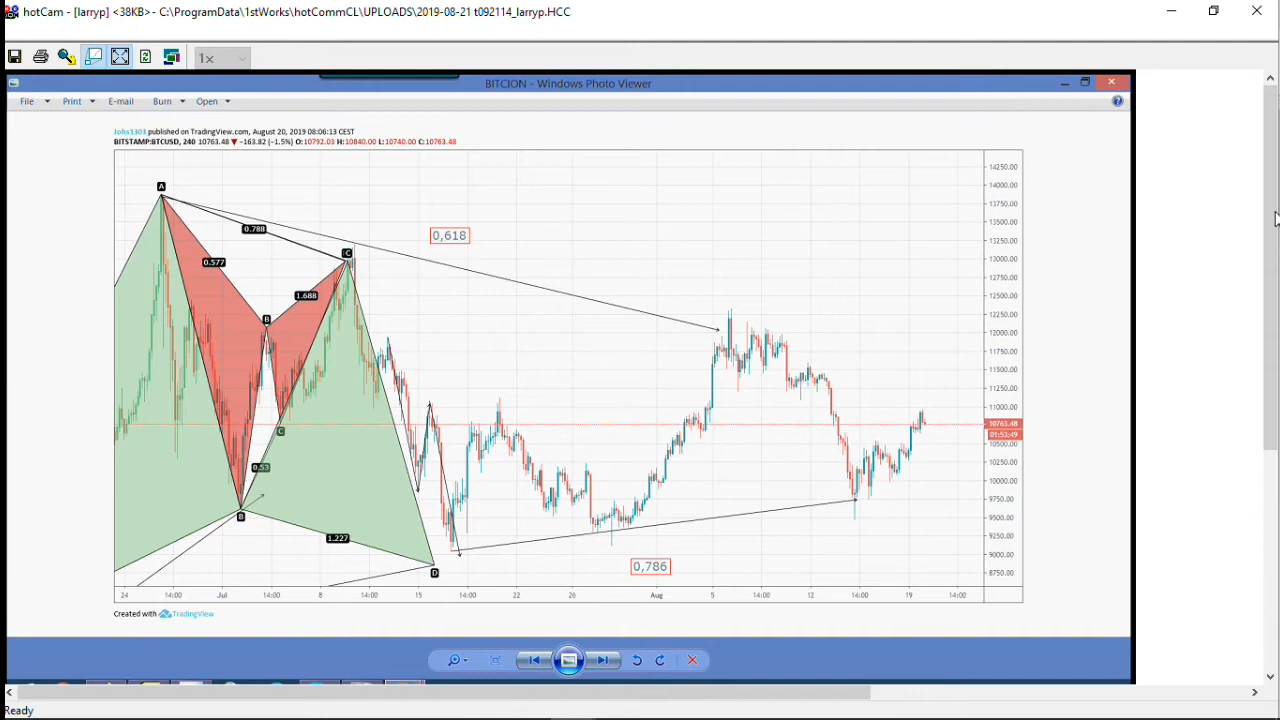 hotCam - [larryp] <38KB>- C:\ProgramData\1stWorks\hotCommCL\UPLOADS\2019-08-21 t092114_larryp.HCC
1x
BITCION - Windows Photo Viewer
File Print E-mail Burn Open
Jobs1303 published on TradingView.com, August 20, 2019 08:06:13 CEST
BITSTAMP:BTCUSD, 240 10763.48 ▼ −163.82 (−1.5%) O:10792.03 H:10840.00 L:10740.00 C:10763.48
14250.00
A
14000.00
13750.00
0.788
0,618
13500.00
13250.00
C
13000.00
0.577
12750.00
1.688
12500.00
12250.00
B
12000.00
11750.00
11500.00
11250.00
11000.00
10763.48
C
01:53:49
10500.00
0.53
10250.00
10000.00
9750.00
B
9500.00
9250.00
1.227
9000.00
0,786
D
8750.00
24 14:00 Jul 14:00 8 14:00 15 14:00 22 26 Aug 5 14:00 12 14:00 19 14:00
Created with TradingView
Ready